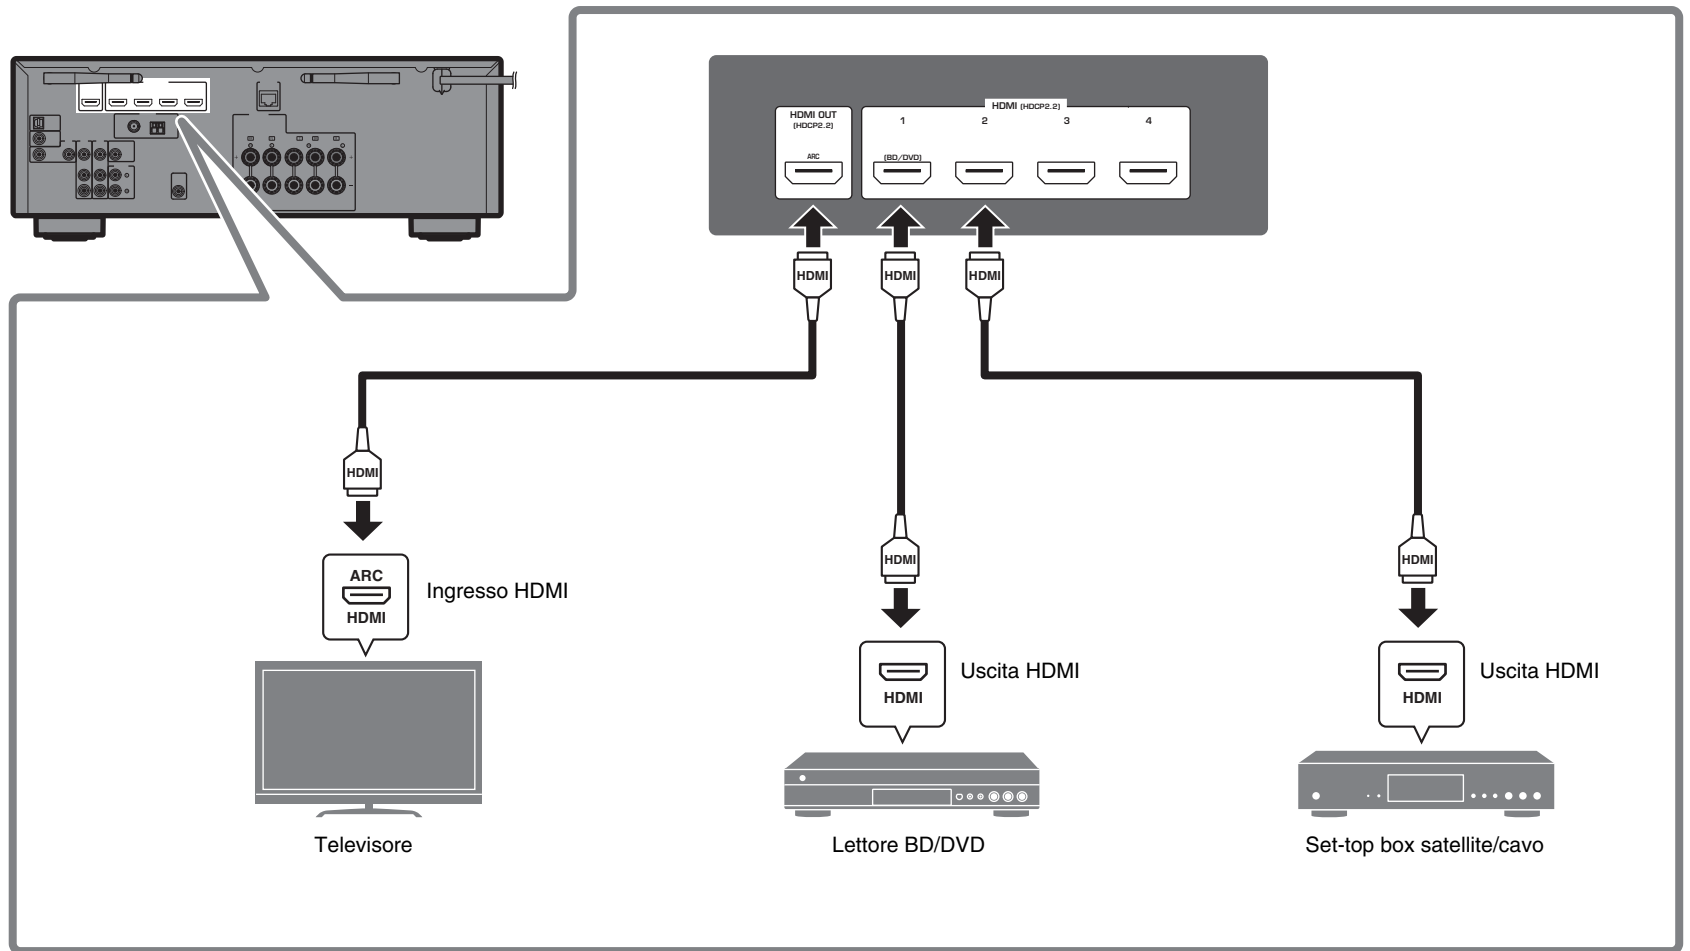 HDMI OUT
(HDCP2.2)
ARC
HDMI (HDCP2.2)
1 2 3 4
(BD/DVD)
HDMI HDMI HDMI
HDMI
HDMI
HDMI
ARC
HDMI
Ingresso HDMI
HDMI
Uscita HDMI
HDMI
Uscita HDMI
Televisore
Lettore BD/DVD
Set-top box satellite/cavo